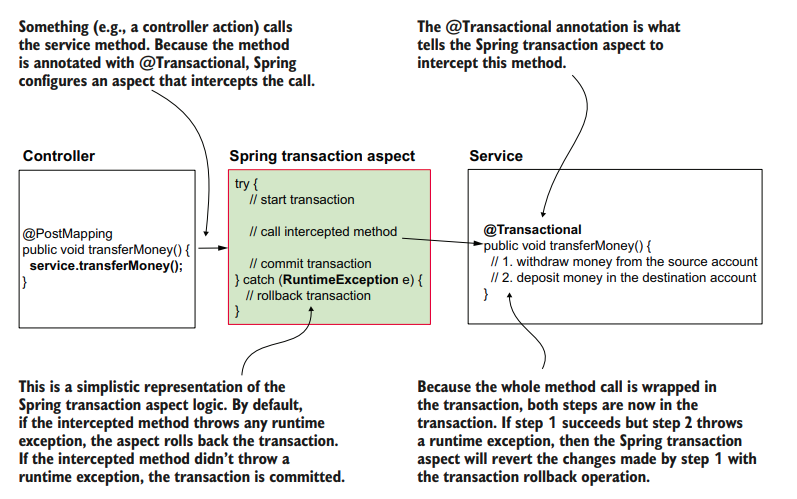 Something (e.g., a controller action) calls
the service method. Because the method
is annotated with @Transactional, Spring
configures an aspect that intercepts the call.
The @Transactional annotation is what
tells the Spring transaction aspect to
intercept this method.
Controller
@PostMapping
public void transferMoney() {
service.transferMoney();
}
Spring transaction aspect
try {
// start transaction
// call intercepted method
// commit transaction
} catch (RuntimeException e) {
// rollback transaction
}
Service
@Transactional
public void transferMoney() {
// 1. withdraw money from the source account
// 2. deposit money in the destination account
}
This is a simplistic representation of the
Spring transaction aspect logic. By default,
if the intercepted method throws any runtime
exception, the aspect rolls back the transaction.
If the intercepted method didn't throw a
runtime exception, the transaction is committed.
Because the whole method call is wrapped in
the transaction, both steps are now in the
transaction. If step 1 succeeds but step 2 throws
a runtime exception, then the Spring transaction
aspect will revert the changes made by step 1 with
the transaction rollback operation.